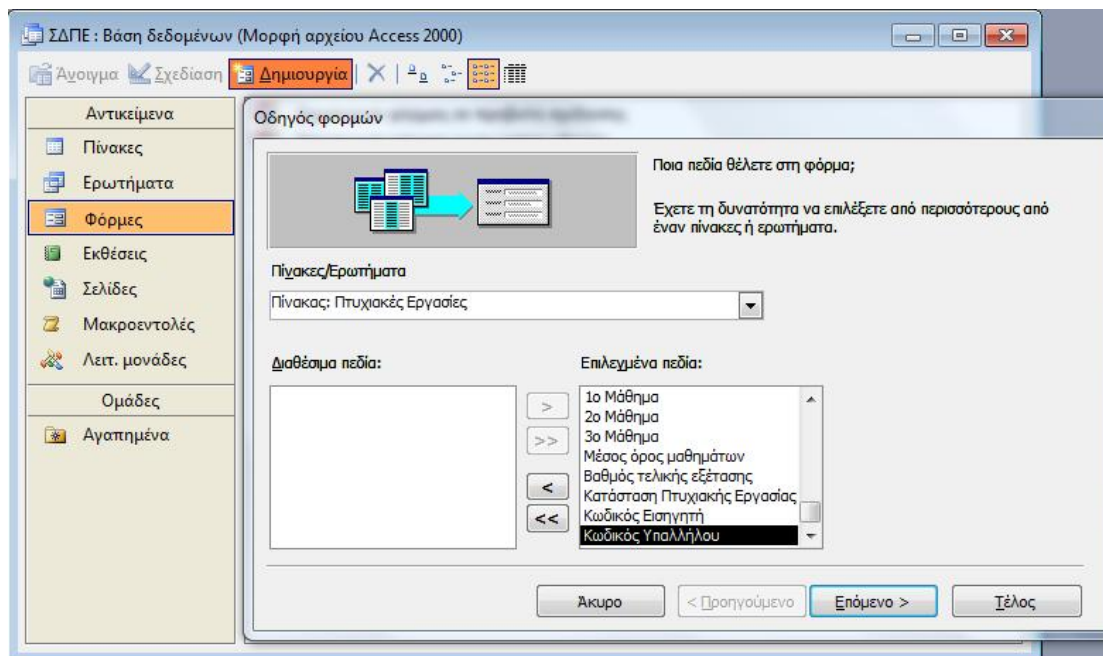 ΣΔΠΕ : Βάση δεδομένων (Μορφή αρχείου Access 2000)
Άνοιγμα Σχεδίαση Δημιουργία
Αντικείμενα
Πίνακες
Ερωτήματα
Φόρμες
Εκθέσεις
Σελίδες
Μακροεντολές
Λειτ. μονάδες
Ομάδες
Αγαπημένα
Οδηγός φορμών
Ποια πεδία θέλετε στη φόρμα;
Έχετε τη δυνατότητα να επιλέξετε από περισσότερους από
έναν πίνακες ή ερωτήματα.
Πίνακες/Ερωτήματα
Πίνακας: Πτυχιακές Εργασίες
Διαθέσιμα πεδία:
Επιλεγμένα πεδία:
>
>>
<
<<
1ο Μάθημα
2ο Μάθημα
3ο Μάθημα
Μέσος όρος μαθημάτων
Βαθμός τελικής εξέτασης
Κατάσταση Πτυχιακής Εργασίας
Κωδικός Εισηγητή
Κωδικός Υπαλλήλου
Άκυρο
< Προηγούμενο
Επόμενο >
Τέλος